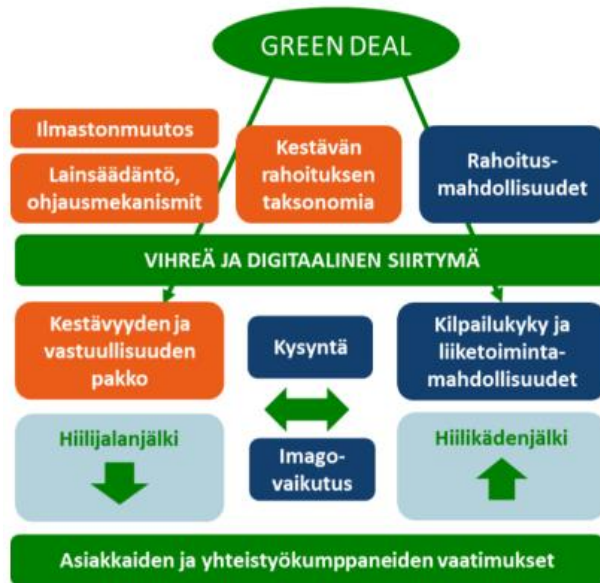 GREEN DEAL
Ilmastonmuutos
Lainsäädäntö,
ohjausmekanismit
Kestävän
rahoituksen
taksonomia
Rahoitus-
mahdollisuudet
VIHREÄ JA DIGITAALINEN SIIRTYMÄ
Kestävyyden ja
vastuullisuuden
pakko
Kysyntä
Kilpailukyky ja
liiketoiminta-
mahdollisuudet
Hiilijalanjälki
Imago-
vaikutus
Hiilikädenjälki
Asiakkaiden ja yhteistyökumppaneiden vaatimukset